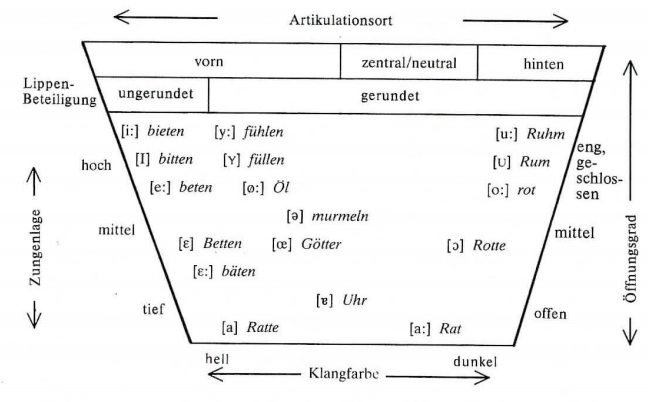 Artikulationsort
vorn zentral/neutral hinten
Lippen-
Beteiligung
ungerundet gerundet
[i:] bieten [y:] fühlen [u:] Ruhm
hoch [I] bitten [Y] füllen [ʊ] Rum
eng,
ge-
schlos-
sen
[e:] beten [ø:] Öl [o:] rot
[ə] murmeln
mittel mittel
[ɛ] Betten [œ] Götter [ɔ] Rotte
[ɛ:] bäten
[ɐ] Uhr
tief offen
[a] Ratte [a:] Rat
Zungenlage
Öffnungsgrad
hell dunkel
Klangfarbe